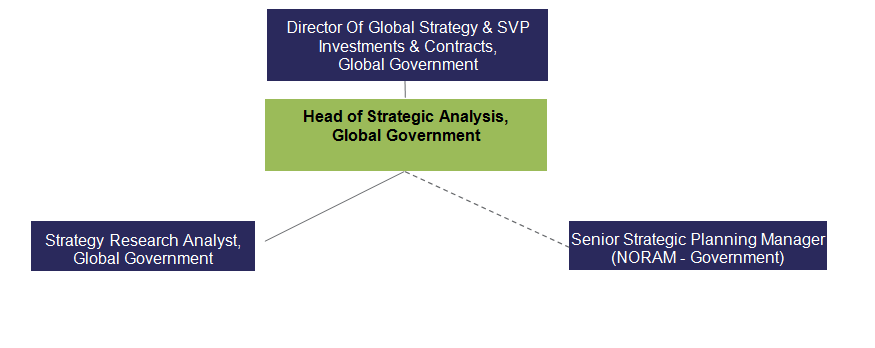 Director Of Global Strategy & SVP
Investments & Contracts,
Global Government
Head of Strategic Analysis,
Global Government
Strategy Research Analyst,
Global Government
Senior Strategic Planning Manager
(NORAM - Government)